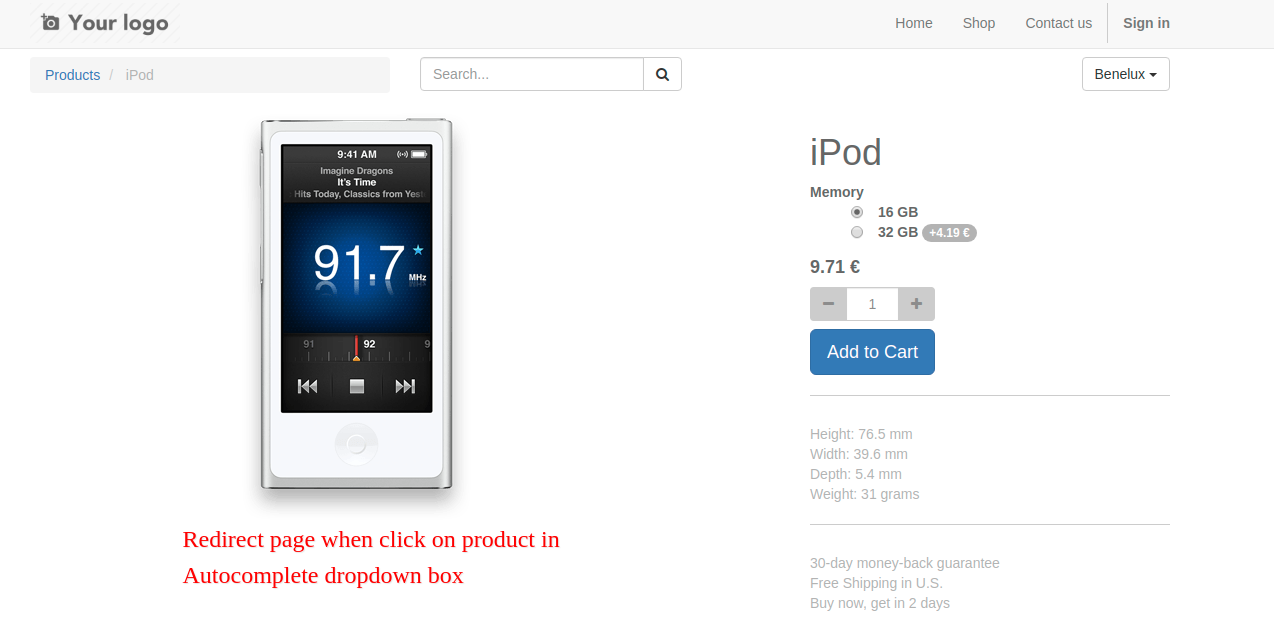 Your logo
Home Shop Contact us Sign in
Products / iPod
Search...
Benelux
9:41 AM
Imagine Dragons
It's Time
Hits Today, Classics from Yest
91.7
MHz
91 92 9
iPod
Memory
16 GB
32 GB +4.19 €
9.71 €
− 1 +
Add to Cart
Height: 76.5 mm
Width: 39.6 mm
Depth: 5.4 mm
Weight: 31 grams
30-day money-back guarantee
Free Shipping in U.S.
Buy now, get in 2 days
Redirect page when click on product in
Autocomplete dropdown box